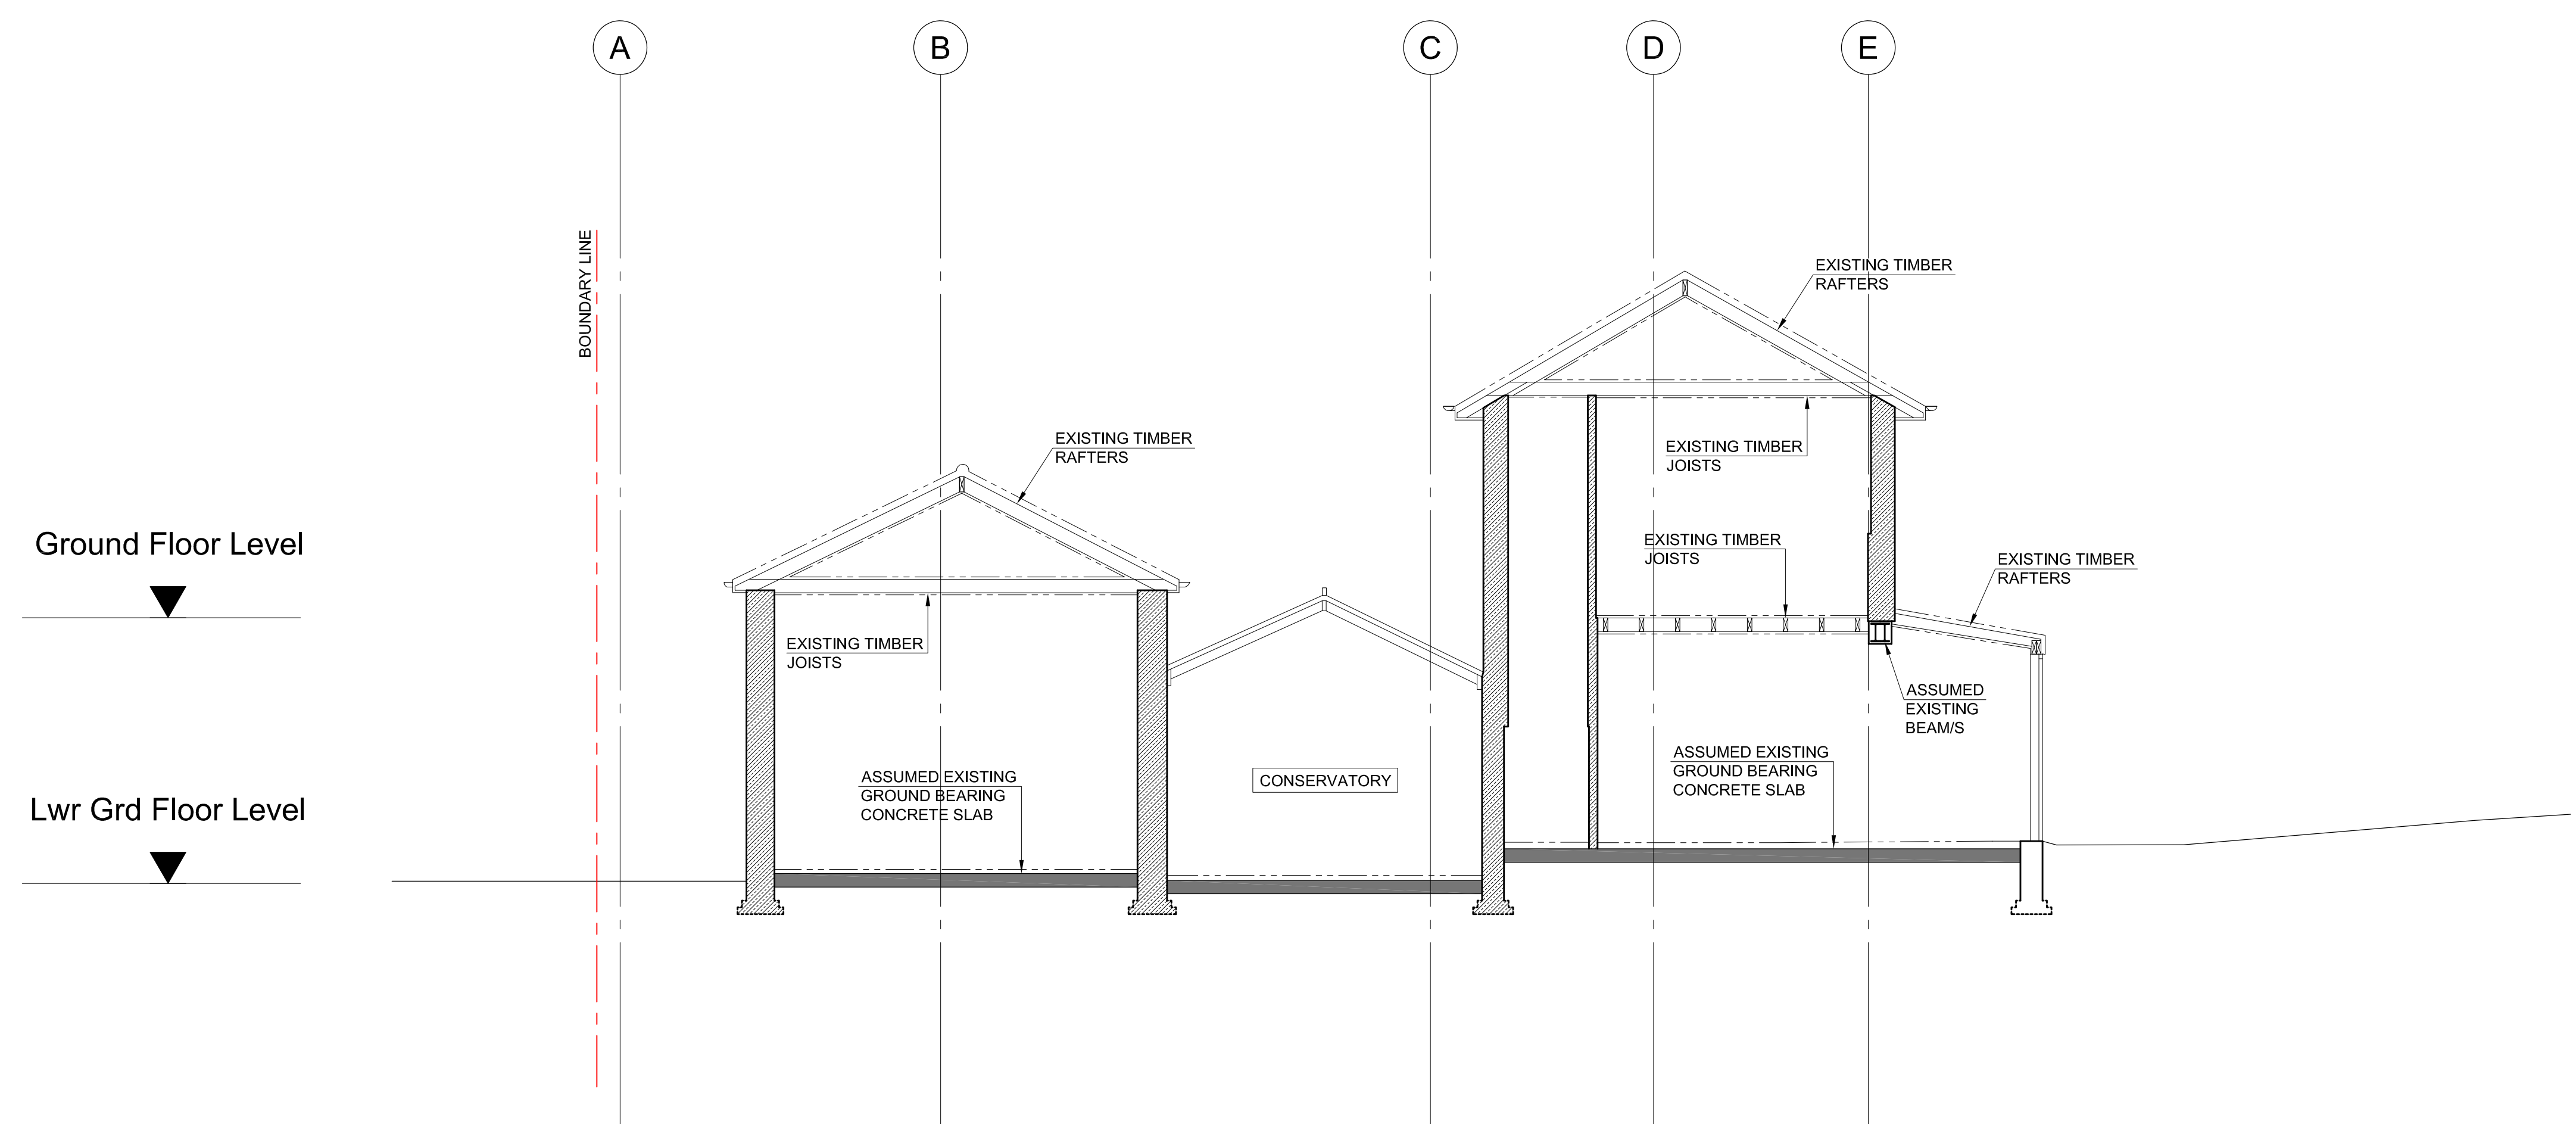 A
B
C
D
E
BOUNDARY LINE
EXISTING TIMBER
RAFTERS
EXISTING TIMBER
RAFTERS
EXISTING TIMBER
JOISTS
Ground Floor Level
EXISTING TIMBER
JOISTS
EXISTING TIMBER
RAFTERS
EXISTING TIMBER
JOISTS
ASSUMED
EXISTING
BEAM/S
ASSUMED EXISTING
GROUND BEARING
CONCRETE SLAB
CONSERVATORY
ASSUMED EXISTING
GROUND BEARING
CONCRETE SLAB
Lwr Grd Floor Level